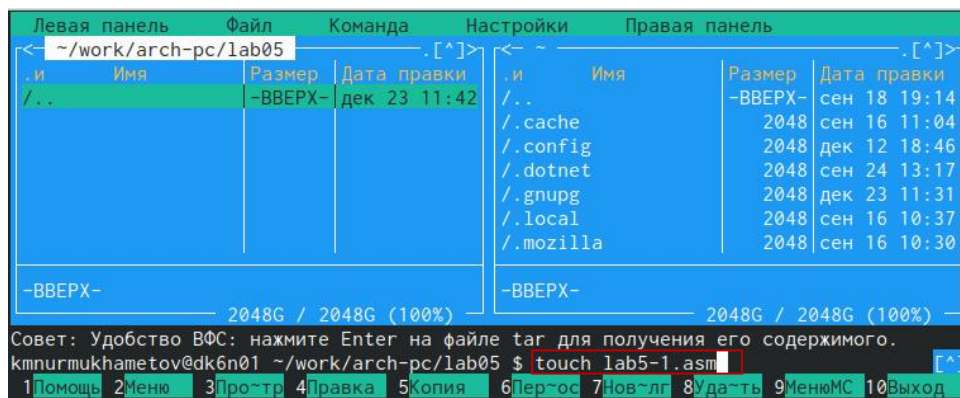 Левая панель Файл Команда Настройки Правая панель
<─ ~/work/arch-pc/lab05 .[^]> <─ ~ .[^]>
.и Имя Размер Дата правки .и Имя Размер Дата правки
/.. -ВВЕРХ- дек 23 11:42 /.. -ВВЕРХ- сен 18 19:14
/.cache 2048 сен 16 11:04
/.config 2048 дек 12 18:46
/.dotnet 2048 сен 24 13:17
/.gnupg 2048 дек 23 11:31
/.local 2048 сен 16 10:37
/.mozilla 2048 сен 16 10:30
-ВВЕРХ- -ВВЕРХ-
2048G / 2048G (100%) 2048G / 2048G (100%)
Совет: Удобство ВФС: нажмите Enter на файле tar для получения его содержимого.
kmnurmukhametov@dk6n01 ~/work/arch-pc/lab05 $ touch lab5-1.asm [^]
1Помощь 2Меню 3Про~тр 4Правка 5Копия 6Пер~ос 7Нов~лг 8Уда~ть 9МенюМС 10Выход